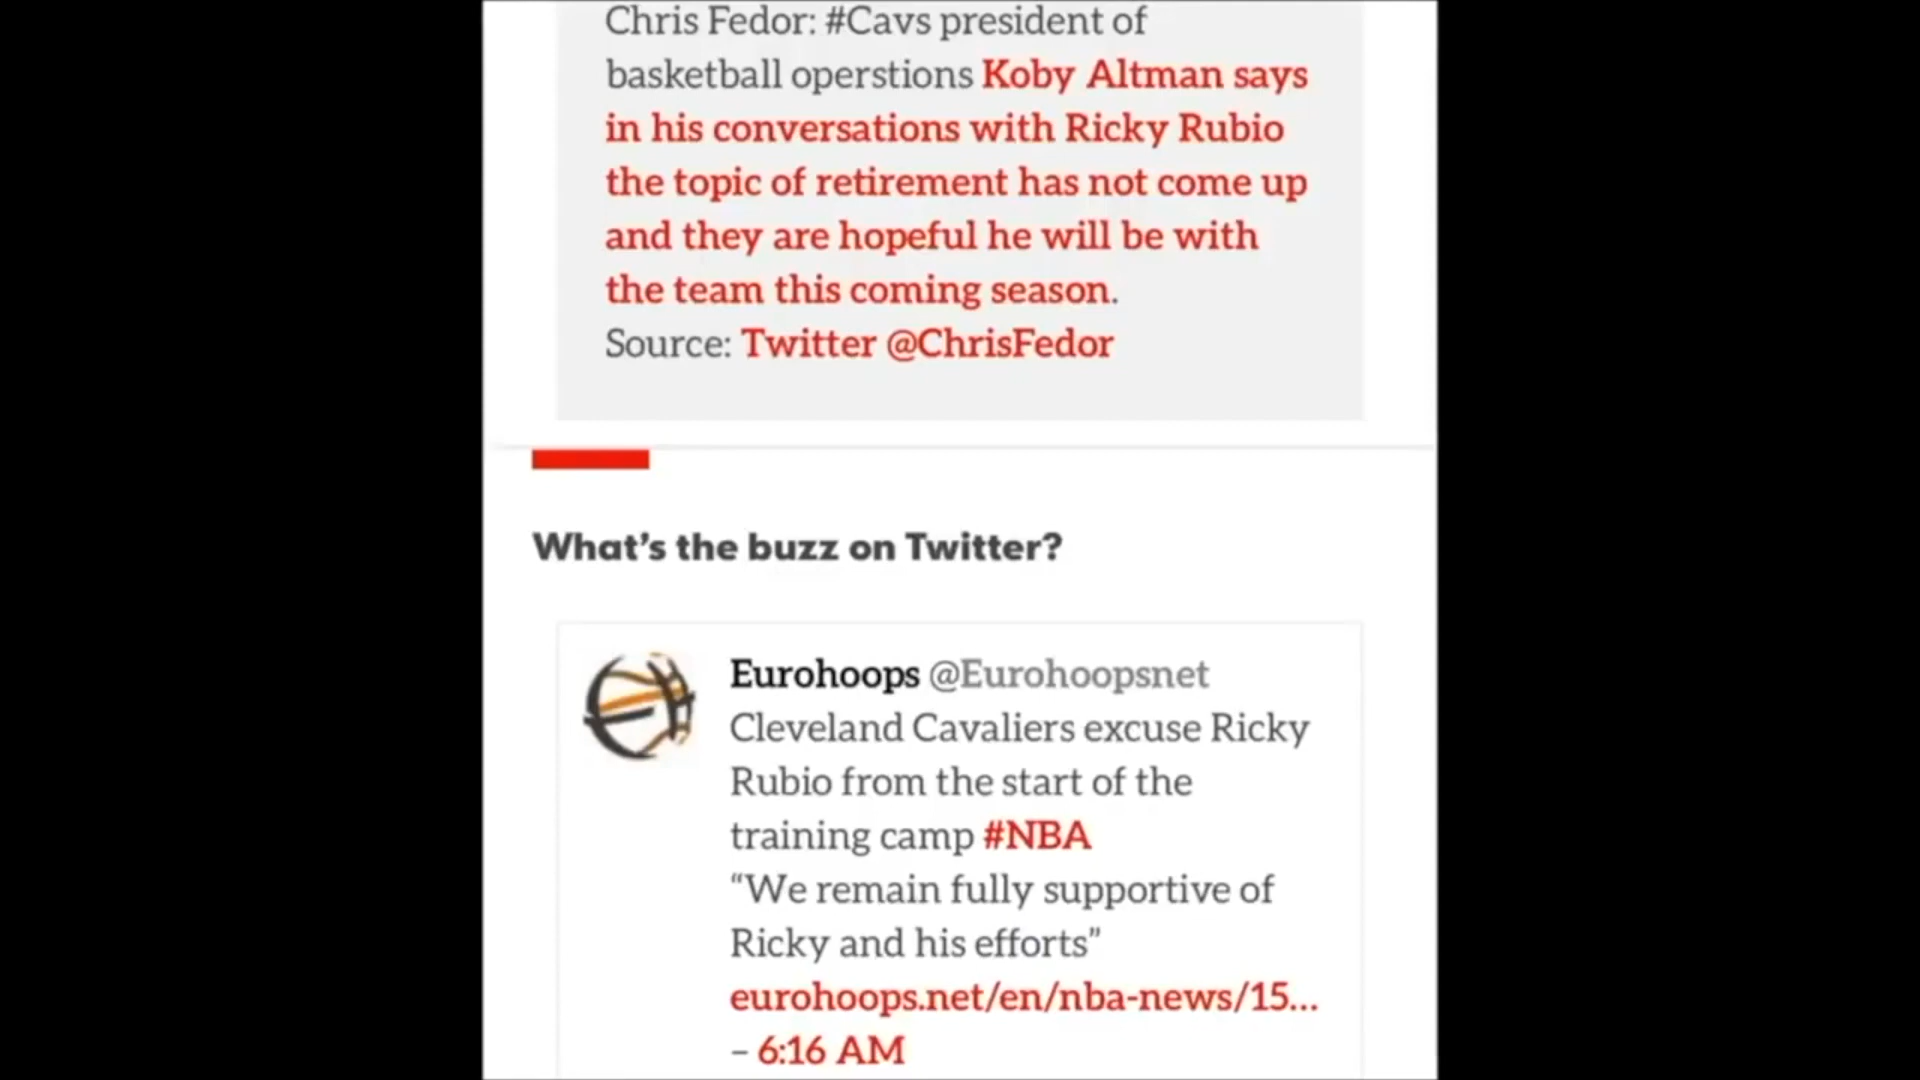 Chris Fedor: #Cavs president of
basketball operstions Koby Altman says
in his conversations with Ricky Rubio
the topic of retirement has not come up
and they are hopeful he will be with
the team this coming season.
Source: Twitter @ChrisFedor
What's the buzz on Twitter?
Eurohoops @Eurohoopsnet
Cleveland Cavaliers excuse Ricky
Rubio from the start of the
training camp #NBA
“We remain fully supportive of
Ricky and his efforts”
eurohoops.net/en/nba-news/15…
– 6:16 AM